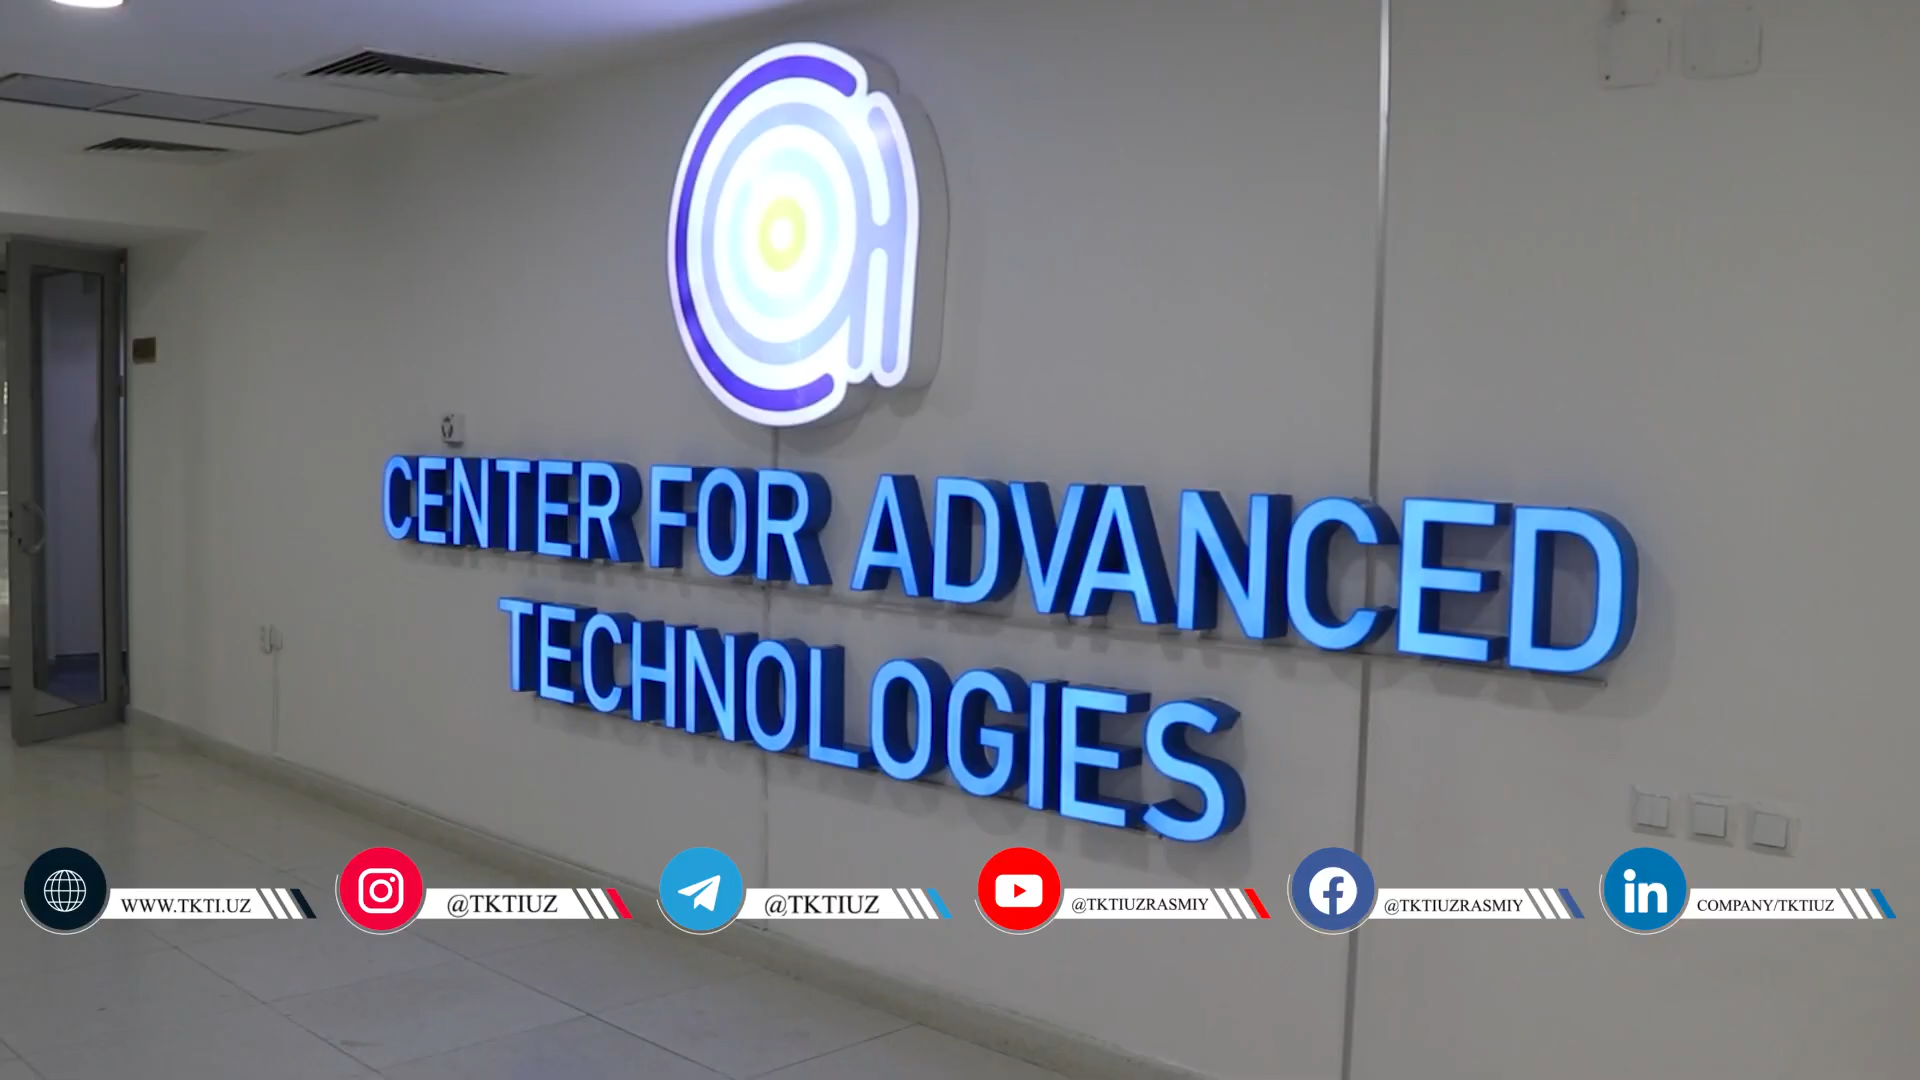 CENTER FOR ADVANCED
TECHNOLOGIES
WWW.TKTI.UZ
@TKTIUZ
@TKTIUZ
@TKTIUZRASMIY
@TKTIUZRASMIY
COMPANY/TKTIUZ